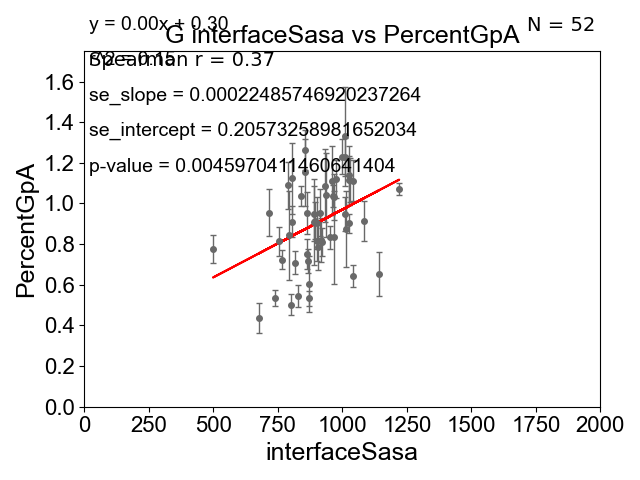 y = 0.00x + 0.30
N = 52
G interfaceSasa vs PercentGpA
Spearman r = 0.37
se_slope = 0.00022485746920237264
se_intercept = 0.20573258981652034
p-value = 0.0045970411460641404
PercentGpA
1.6
1.4
1.2
1.0
0.8
0.6
0.4
0.2
0.0
0 250 500 750 1000 1250 1500 1750 2000
interfaceSasa